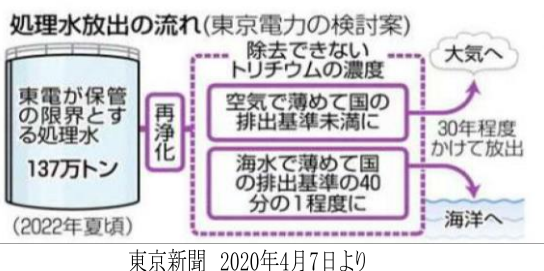 処理水放出の流れ(東京電力の検討案)
東電が保管
の限界とす
る処理水
137万トン
(2022年夏頃)
再浄化
除去できない
トリチウムの濃度
空気で薄めて国の
排出基準未満に
海水で薄めて国
の排出基準の40
分の1程度に
大気へ
30年程度
かけて放出
海洋へ
東京新聞 2020年4月7日より